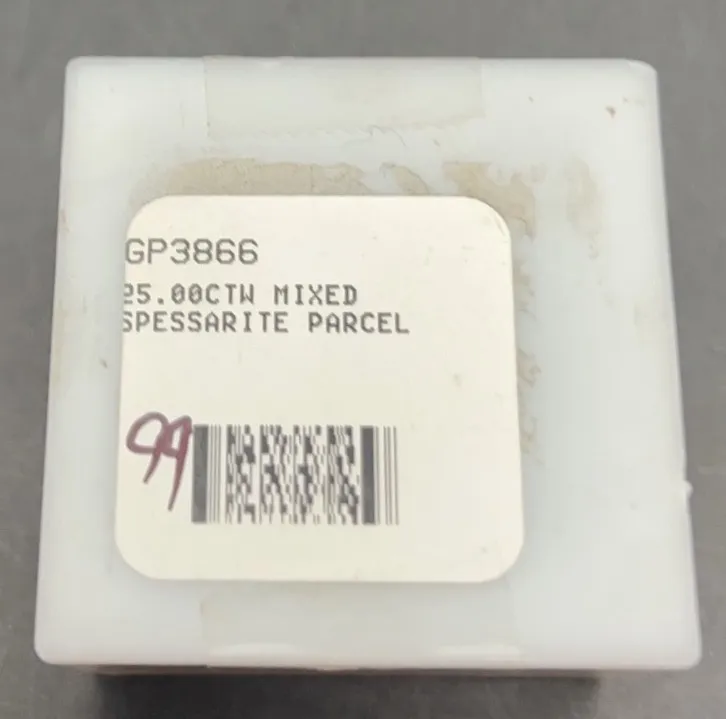 GP3866
25.00CTW MIXED
SPESSARITE PARCEL
99